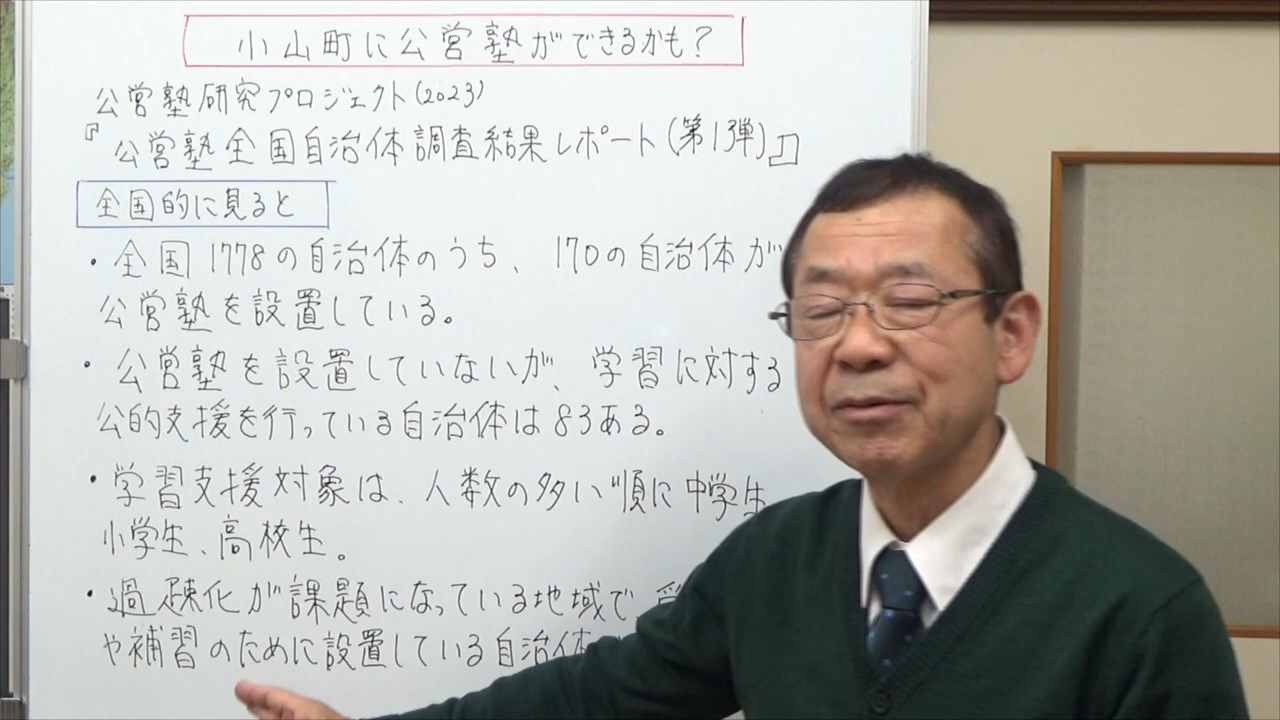 小山町に公営塾ができるかも?
公営塾研究プロジェクト(2023)
『公営塾全国自治体調査結果レポート(第1弾)』
全国的に見ると
・全国1778の自治体のうち、170の自治体が
公営塾を設置している。
・公営塾を設置していないが、学習に対する
公的支援を行っている自治体は83ある。
・学習支援対象は、人数の多い順に中学生
小学生、高校生。
・過疎化が課題になっている地域で
や補習のために設置している自治体